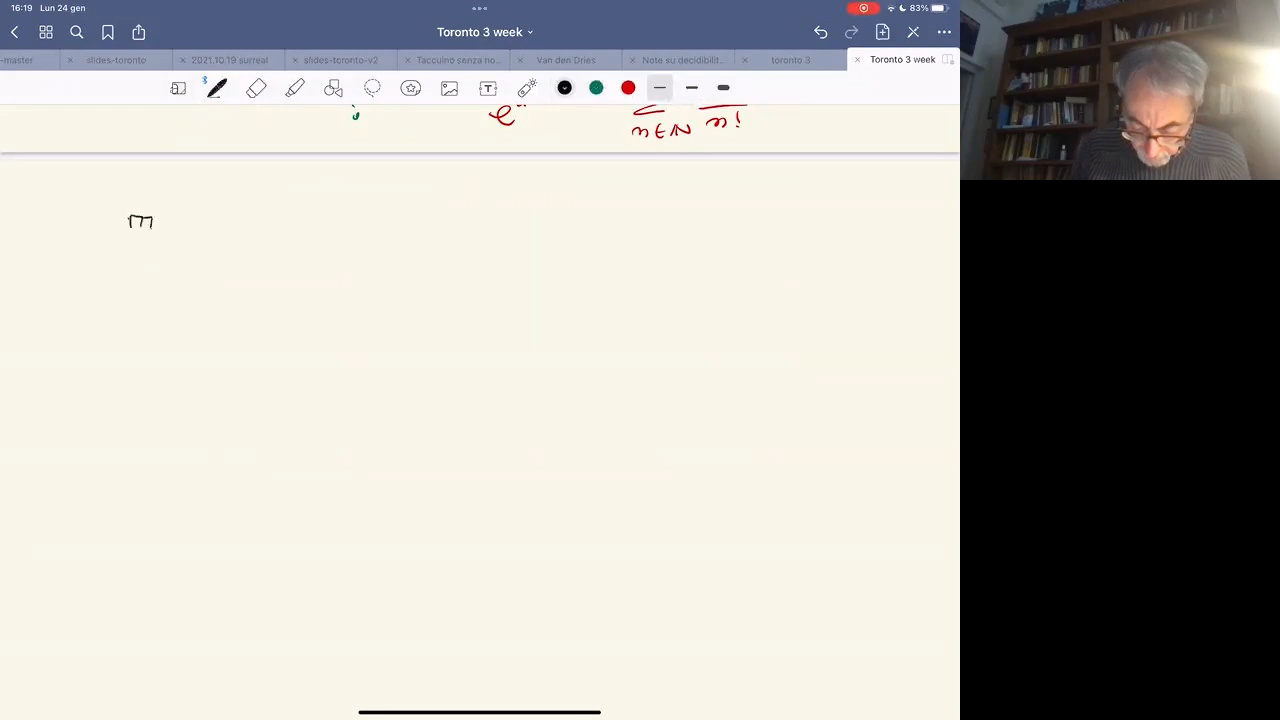 16:19 Lun 24 gen 83%
Toronto 3 week
-master slides-toronto 2021.10.19 surreal slides-toronto-v2 Taccuino senza no... Van den Dries Note su decidibilit... toronto 3 Toronto 3 week
n∈ℕ n!
m